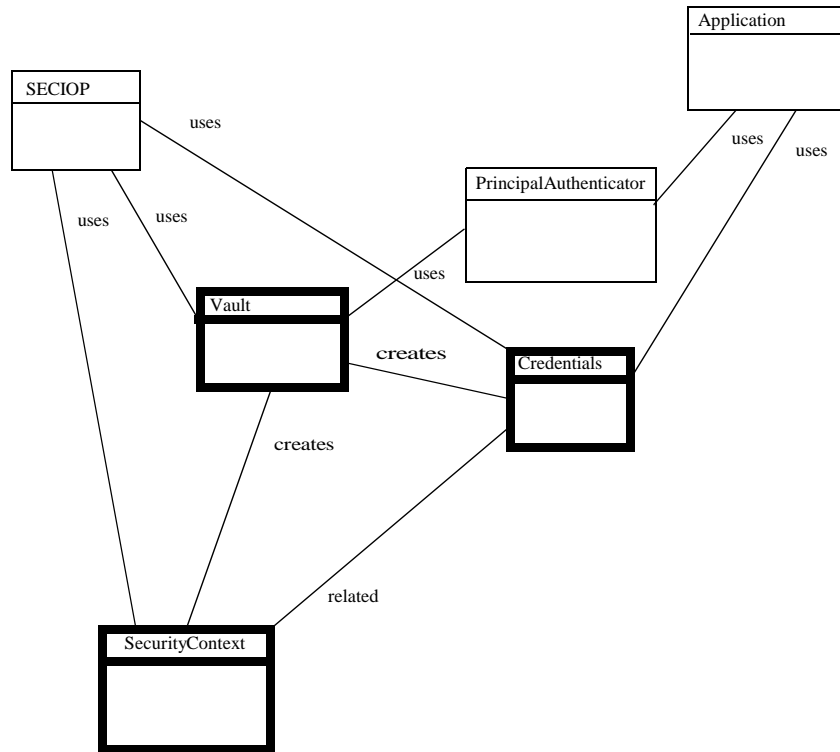 Application
SECIOP
uses
uses
uses
PrincipalAuthenticator
uses
uses
uses
Vault
creates
Credentials
creates
related
SecurityContext